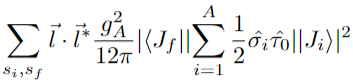 \sum_{s_i,s_f} \vec{l} \cdot \vec{l}^* \frac{g_A^2}{12\pi} |\langle J_f || \sum_{i=1}^{A} \frac{1}{2} \hat{\sigma}_i \hat{\tau}_0 || J_i \rangle|^2